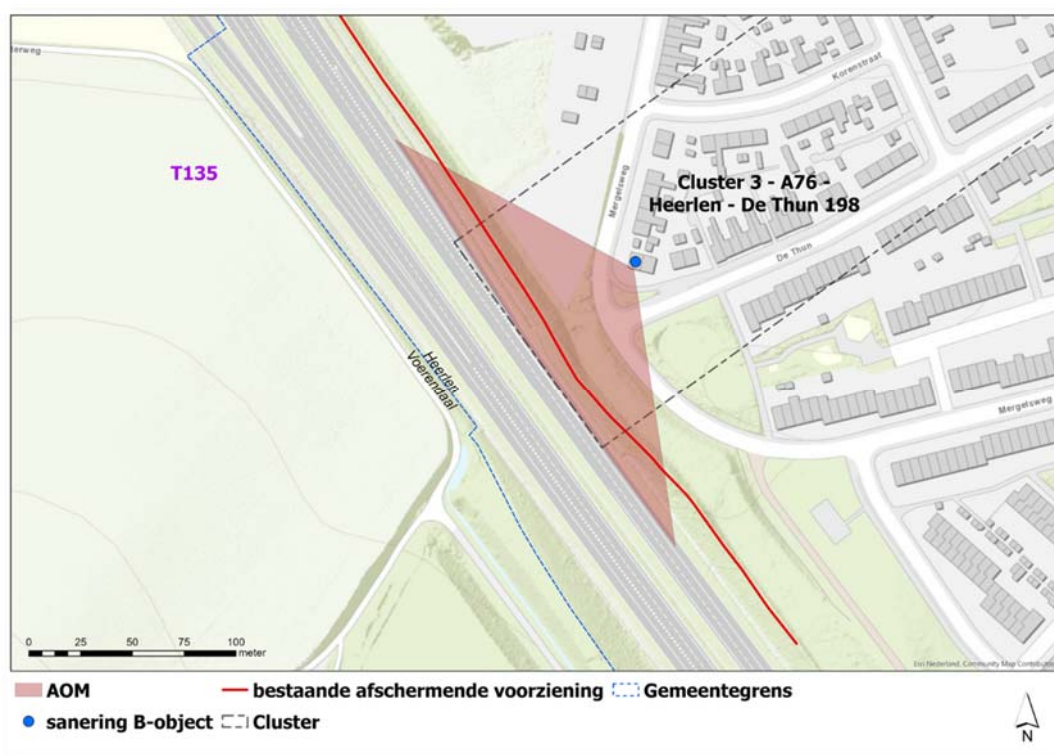 terweg
T135
Korenstraat
Mergelsweg
Cluster 3 - A76 -
Heerlen - De Thun 198
De Thun
Heerlen
Voerendaal
Mergelsweg
0 25 50 75 100
meter
Esri Nederland, Community Map Contributors
AOM
bestaande afschermende voorziening
Gemeentegrens
sanering B-object
Cluster
N